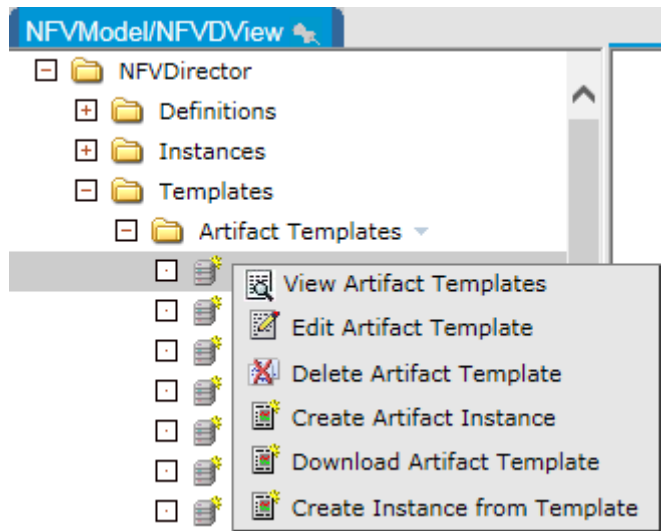 NFVModel/NFVDView
NFVDirector
Definitions
Instances
Templates
Artifact Templates
View Artifact Templates
Edit Artifact Template
Delete Artifact Template
Create Artifact Instance
Download Artifact Template
Create Instance from Template